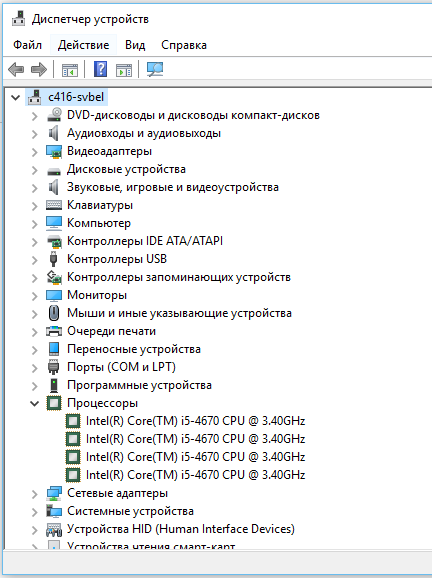 Диспетчер устройств
Файл Действие Вид Справка
c416-svbel
DVD-дисководы и дисководы компакт-дисков
Аудиовходы и аудиовыходы
Видеоадаптеры
Дисковые устройства
Звуковые, игровые и видеоустройства
Клавиатуры
Компьютер
Контроллеры IDE ATA/ATAPI
Контроллеры USB
Контроллеры запоминающих устройств
Мониторы
Мыши и иные указывающие устройства
Очереди печати
Переносные устройства
Порты (COM и LPT)
Программные устройства
Процессоры
Intel(R) Core(TM) i5-4670 CPU @ 3.40GHz
Intel(R) Core(TM) i5-4670 CPU @ 3.40GHz
Intel(R) Core(TM) i5-4670 CPU @ 3.40GHz
Intel(R) Core(TM) i5-4670 CPU @ 3.40GHz
Сетевые адаптеры
Системные устройства
Устройства HID (Human Interface Devices)
Устройства чтения смарт-карт